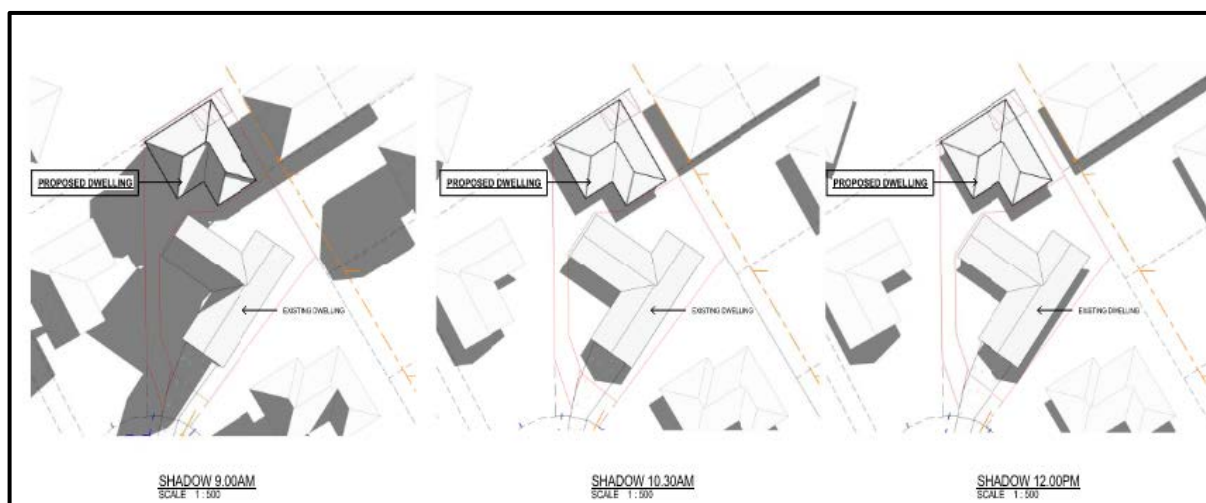 PROPOSED DWELLING
EXISTING DWELLING
SHADOW 9.00AM
SCALE 1 : 500
PROPOSED DWELLING
EXISTING DWELLING
SHADOW 10.30AM
SCALE 1 : 500
PROPOSED DWELLING
EXISTING DWELLING
SHADOW 12.00PM
SCALE 1 : 500